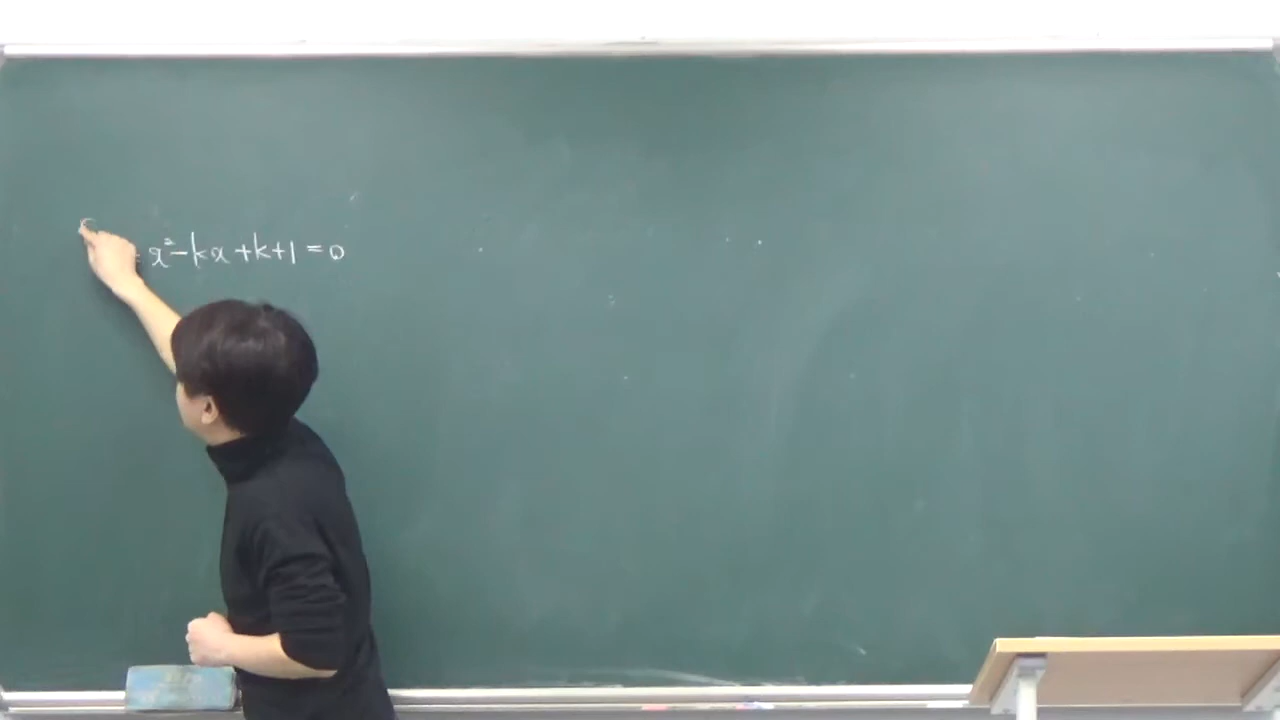 = x² - kx + k + 1 = 0